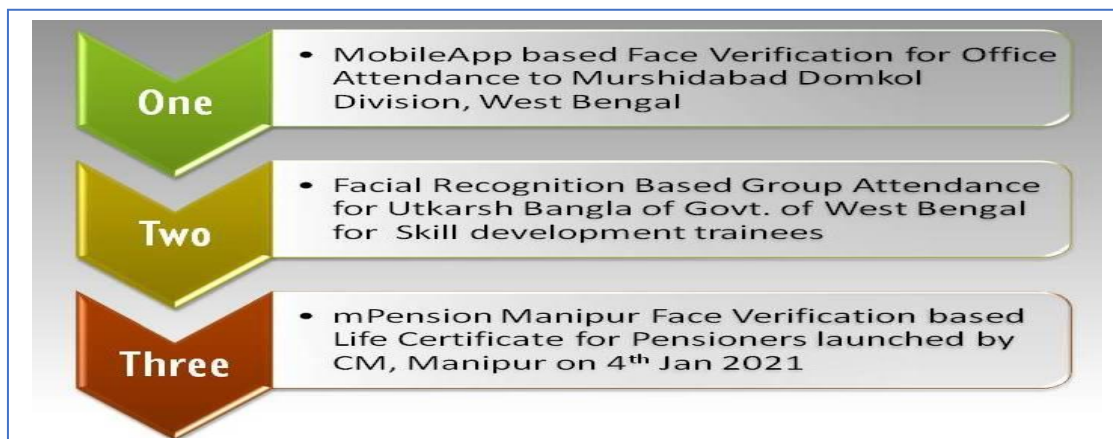 One
• MobileApp based Face Verification for Office
Attendance to Murshidabad Domkol
Division, West Bengal
Two
• Facial Recognition Based Group Attendance
for Utkarsh Bangla of Govt. of West Bengal
for Skill development trainees
Three
• mPension Manipur Face Verification based
Life Certificate for Pensioners launched by
CM, Manipur on 4th Jan 2021